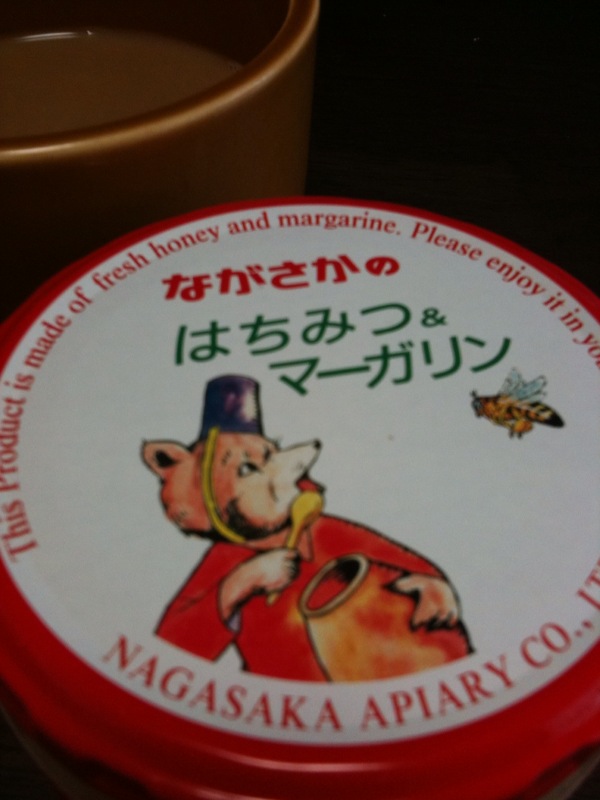 This Product is made of fresh honey and margarine. Please enjoy it in
ながさかの
はちみつ&
マーガリン
NAGASAKA APIARY CO.,